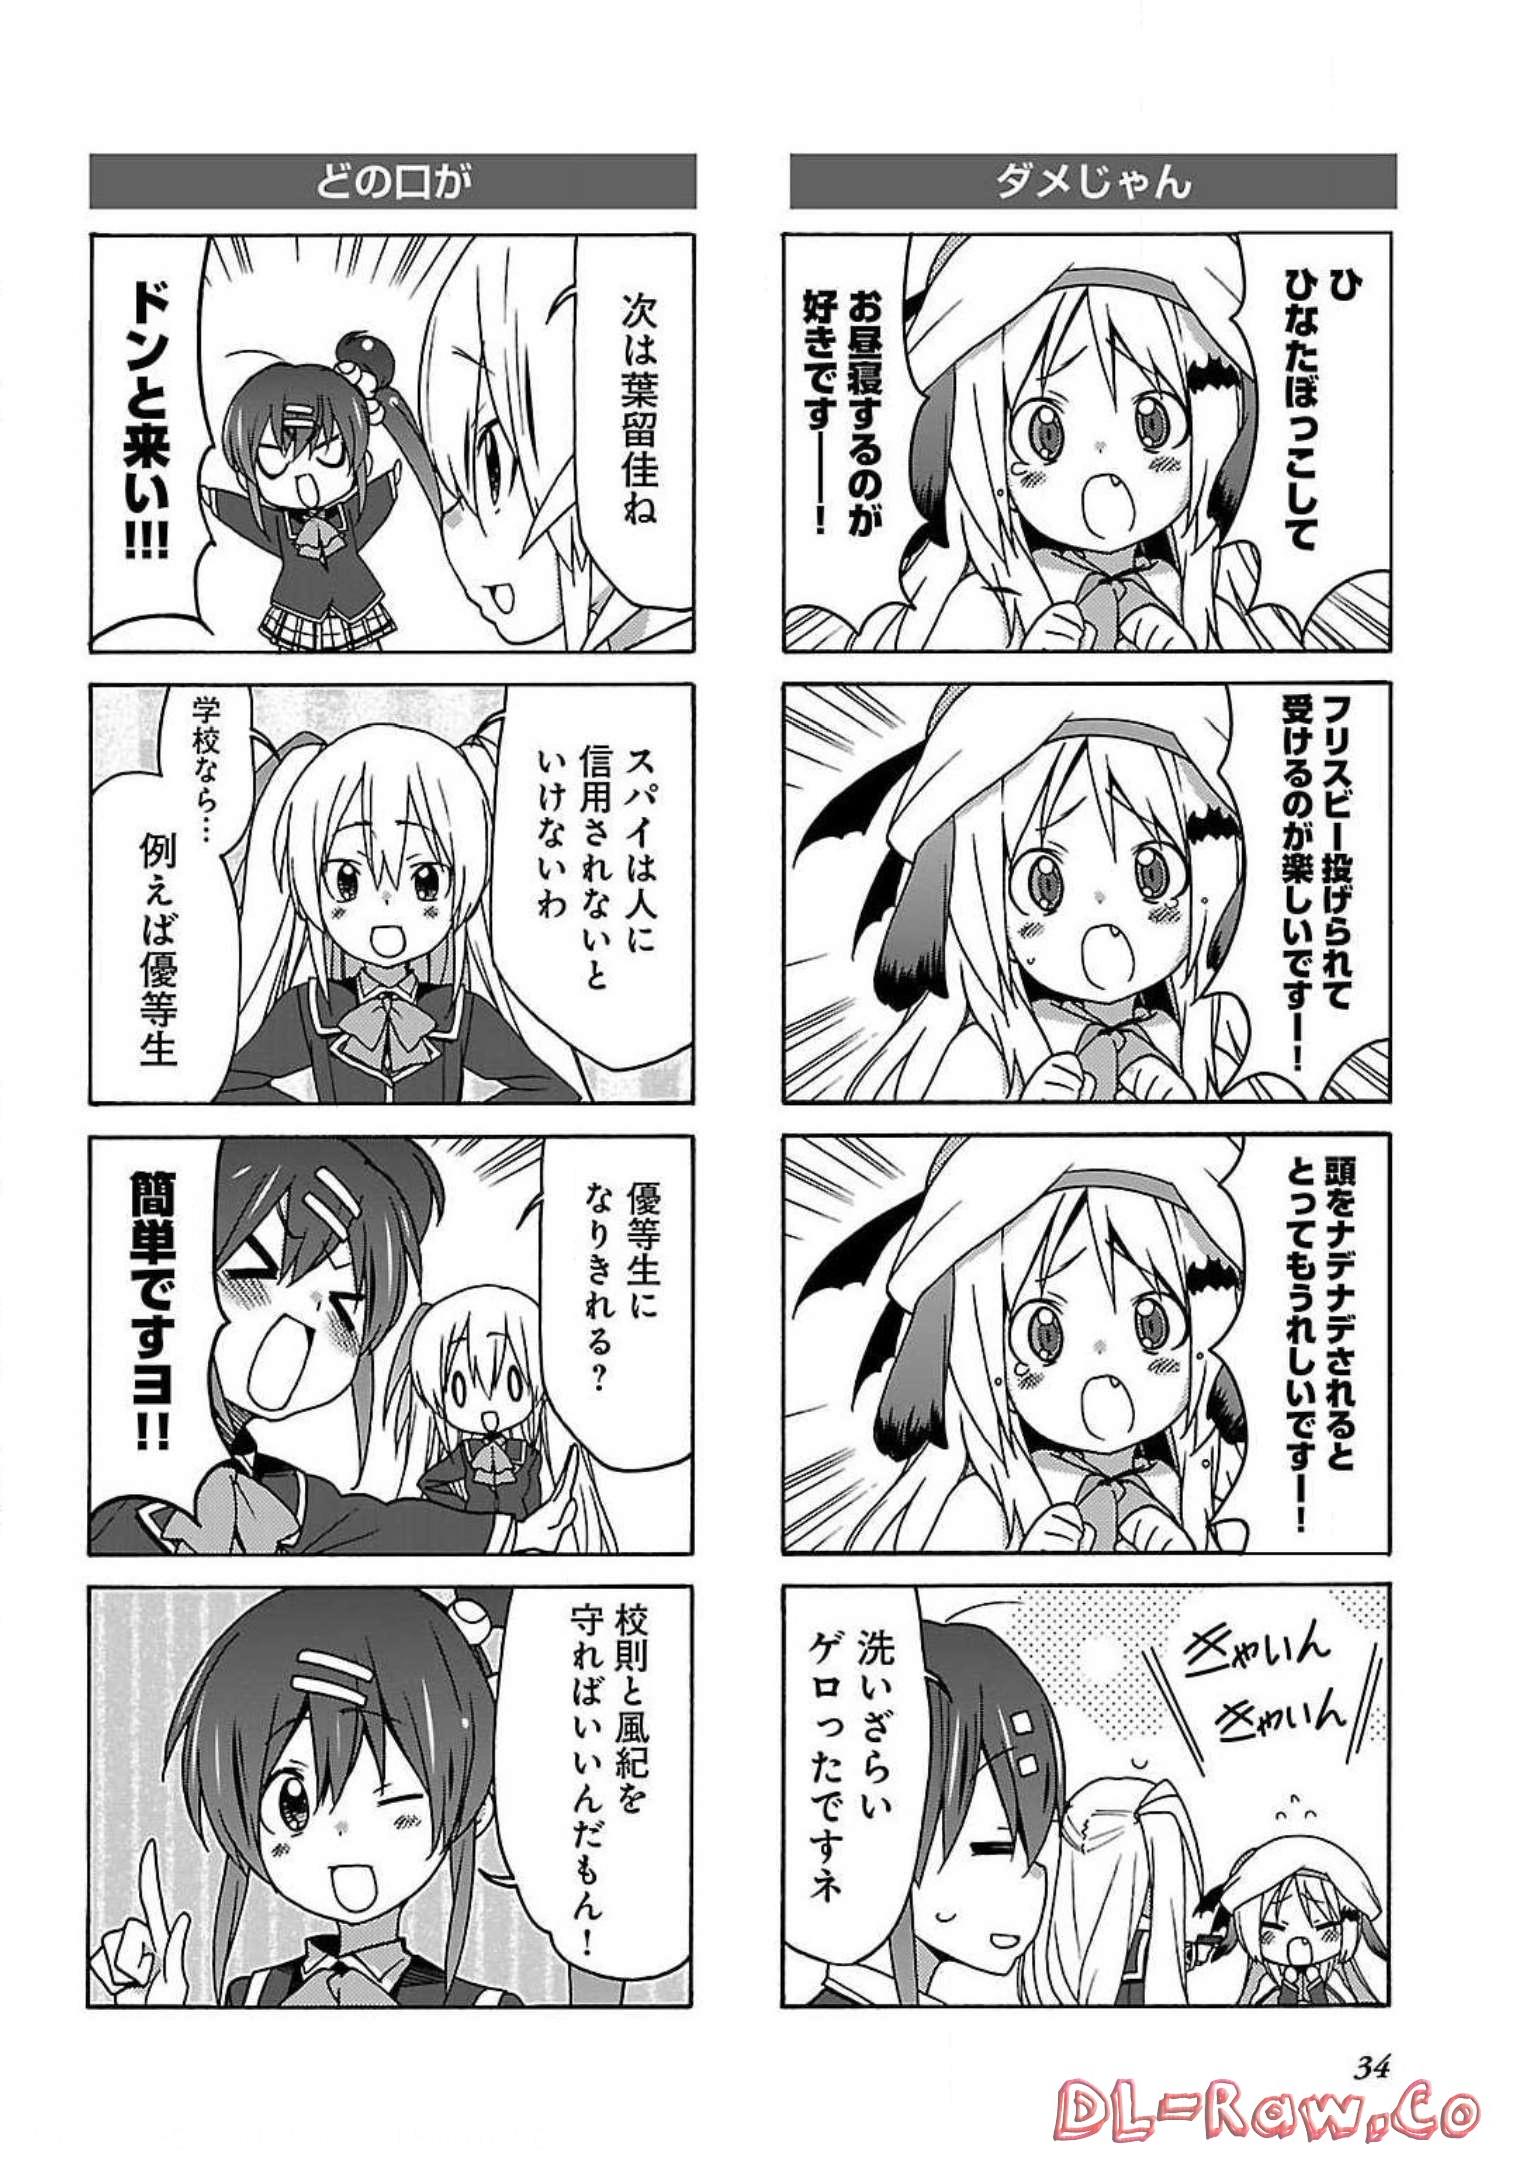 ダメじゃん
ひ
ひなたぼっこして
お昼寝するのが
好きです――!
フリスビー投げられて
受けるのが楽しいですー!
頭をナデナデされると
とってもうれしいですー!
きゃいん
きゃいん
洗いざらい
ゲロったですネ
どの口が
次は葉留佳ね
ドンと来い!!!
スパイは人に
信用されないと
いけないわ
学校なら…
例えば優等生
優等生に
なりきれる?
簡単ですヨ!!
校則と風紀を
守ればいいんだもん!
34
DL-Raw.Co